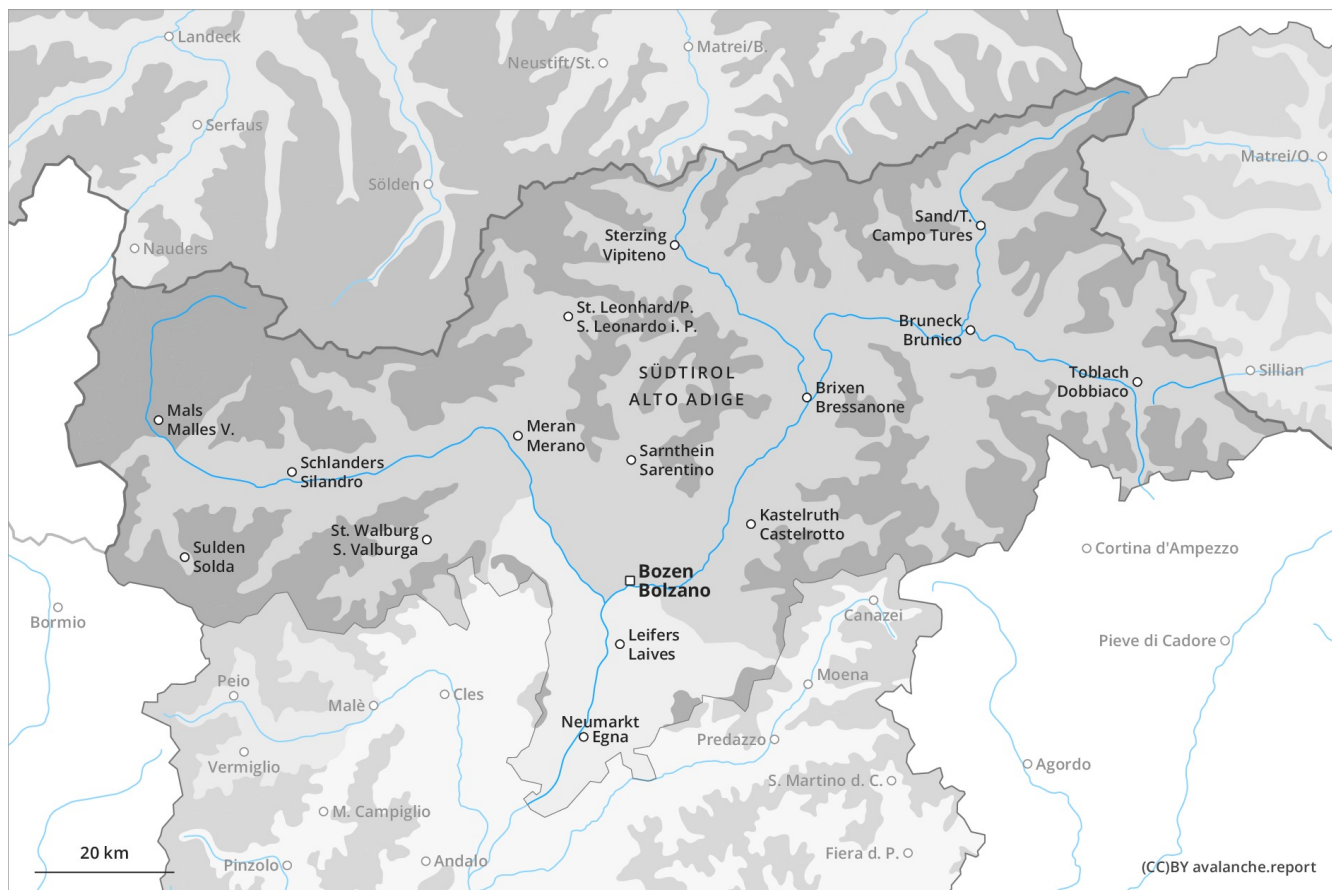 Landeck
Matrei/B.
Neustift/St.
Serfaus
Matrei/O.
Sölden
Sand/T.
Campo Tures
Nauders
Sterzing
Vipiteno
St. Leonhard/P.
S. Leonardo i. P.
Bruneck
Brunico
SÜDTIROL
ALTO ADIGE
Toblach
Dobbiaco
Sillian
Brixen
Bressanone
Mals
Malles V.
Meran
Merano
Sarnthein
Sarentino
Schlanders
Silandro
Kastelruth
Castelrotto
St. Walburg
S. Valburga
Sulden
Solda
Cortina d'Ampezzo
Bozen
Bolzano
Bormio
Canazei
Leifers
Laives
Pieve di Cadore
Peio
Moena
Malè
Cles
Neumarkt
Egna
Predazzo
Vermiglio
Agordo
S. Martino d. C.
M. Campiglio
20 km
Pinzolo
Andalo
Fiera d. P.
(CC)BY avalanche.report